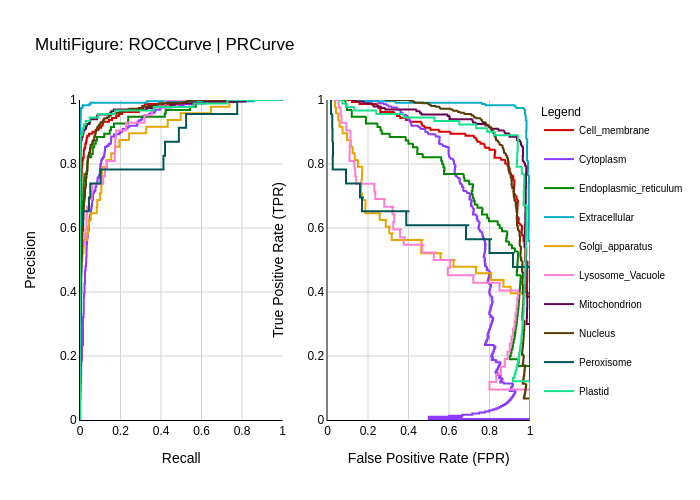 MultiFigure: ROCCurve | PRCurve
Precision
1
0.8
0.6
0.4
0.2
0
0 0.2 0.4 0.6 0.8 1
Recall
True Positive Rate (TPR)
1
0.8
0.6
0.4
0.2
0
0 0.2 0.4 0.6 0.8 1
False Positive Rate (FPR)
Legend
Cell_membrane
Cytoplasm
Endoplasmic_reticulum
Extracellular
Golgi_apparatus
Lysosome_Vacuole
Mitochondrion
Nucleus
Peroxisome
Plastid